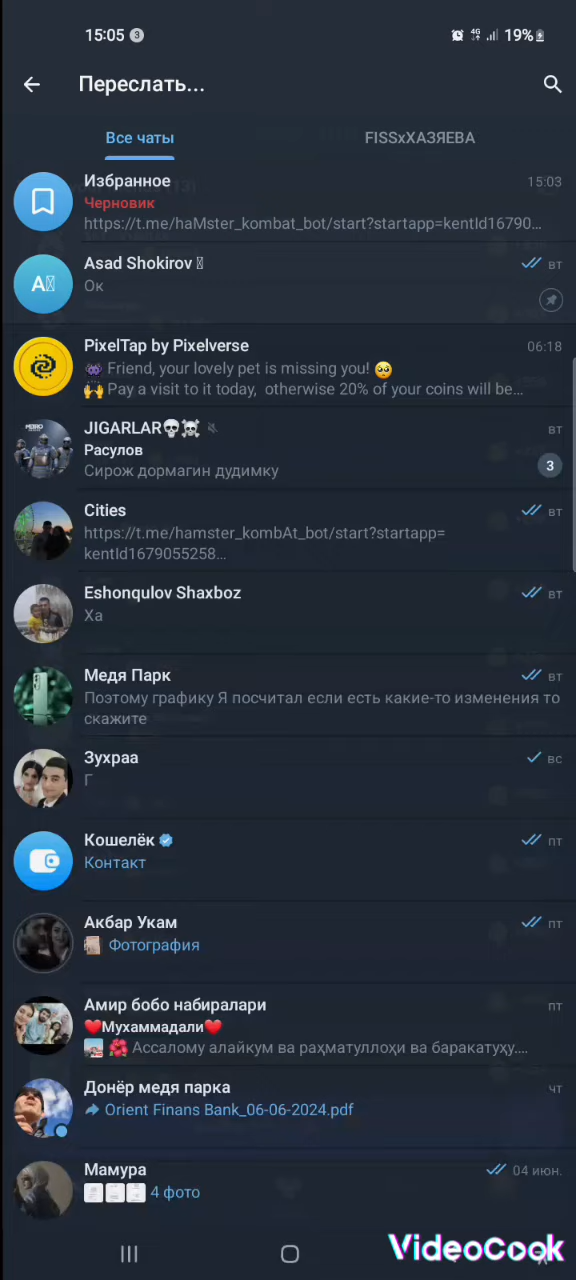 15:05 3
4G 19%
Переслать...
Все чаты FISSxХАЗЯЕВА
Избранное 15:03
Черновик
https://t.me/haMster_kombat_bot/start?startapp=kentId16790...
Asad Shokirov вт
Ок
PixelTap by Pixelverse 06:18
👾 Friend, your lovely pet is missing you! 🥺
🙌 Pay a visit to it today, otherwise 20% of your coins will be...
JIGARLAR💀☠️ вт
Расулов
Сирож дормагин дудимку 3
Cities вт
https://t.me/hamster_kombAt_bot/start?startapp=
kentId1679055258...
Eshonqulov Shaxboz вт
Ха
Медя Парк вт
Поэтому графику Я посчитал если есть какие-то изменения то
скажите
Зухраа вс
Г
Кошелёк пт
Контакт
Акбар Укам пт
Фотография
Амир бобо набиралари пт
❤️Мухаммадали❤️
🌺 Ассалому алайкум ва раҳматуллоҳи ва баракатуҳу....
Донёр медя парка чт
Orient Finans Bank_06-06-2024.pdf
Мамура 04 июн.
4 фото
VideoCook